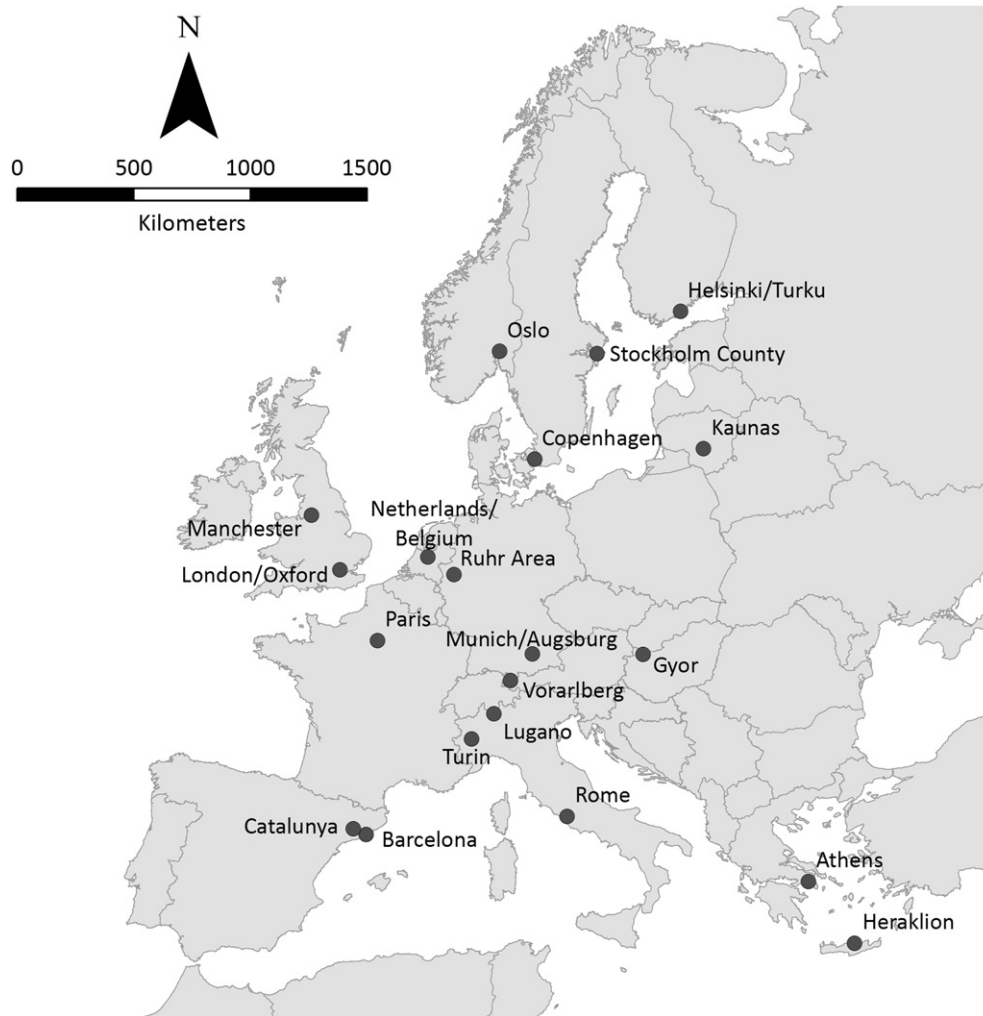 N
0 500 1000 1500
Kilometers
Helsinki/Turku
Oslo
Stockholm County
Copenhagen
Kaunas
Netherlands/
Belgium
Manchester
Ruhr Area
London/Oxford
Paris
Munich/Augsburg
Gyor
Vorarlberg
Lugano
Turin
Rome
Catalunya
Barcelona
Athens
Heraklion